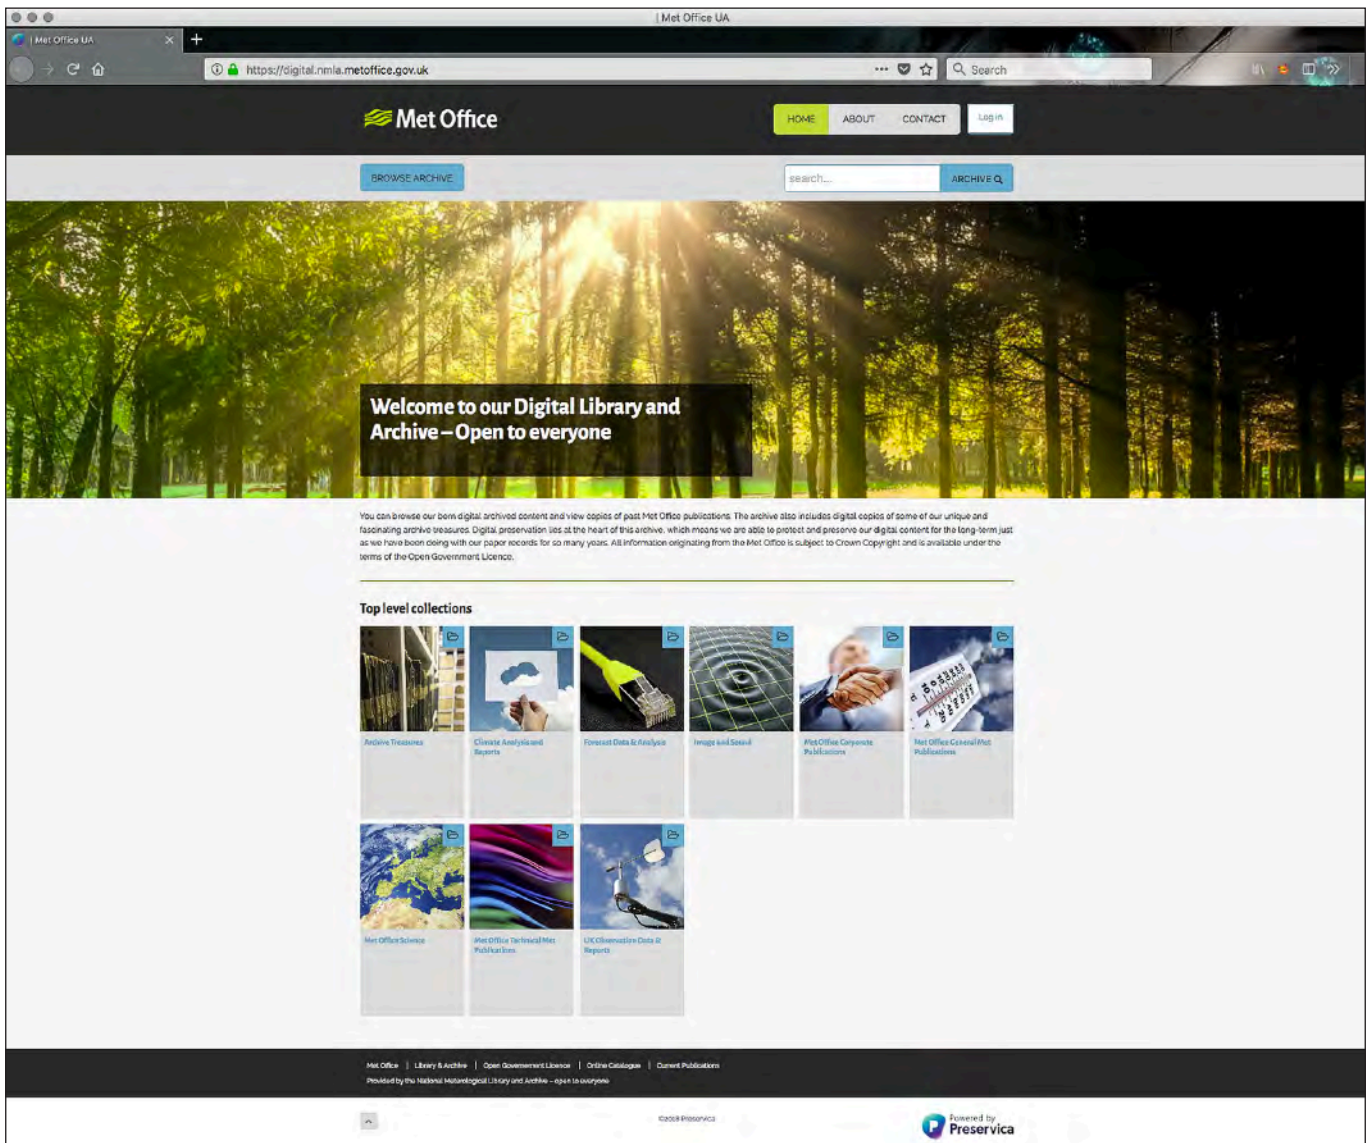 | Met Office UA
| Met Office UA
https://digital.nmla.metoffice.gov.uk
Search
Met Office
HOME ABOUT CONTACT Log in
BROWSE ARCHIVE
search...
ARCHIVE
Welcome to our Digital Library and
Archive – Open to everyone
You can browse our born digital archived content and view copies of past Met Office publications. The archive also includes digital copies of some of our unique and
fascinating archive treasures. Digital preservation lies at the heart of this archive, which means we are able to protect and preserve our digital content for the long-term just
as we have been doing with our paper records for so many years. All information originating from the Met Office is subject to Crown Copyright and is available under the
terms of the Open Government Licence.
Top level collections
Archive Treasures
Climate Analysis and
Reports
Forecast Data & Analysis
Image and Sound
Met Office Corporate
Publications
Met Office General Met
Publications
Met Office Science
Met Office Technical Met
Publications
UK Observation Data &
Reports
Met Office | Library & Archive | Open Governement Licence | Online Catalogue | Current Publications
Provided by the National Meteorological Library and Archive – open to everyone
©2018 Preservica
Powered by
Preservica